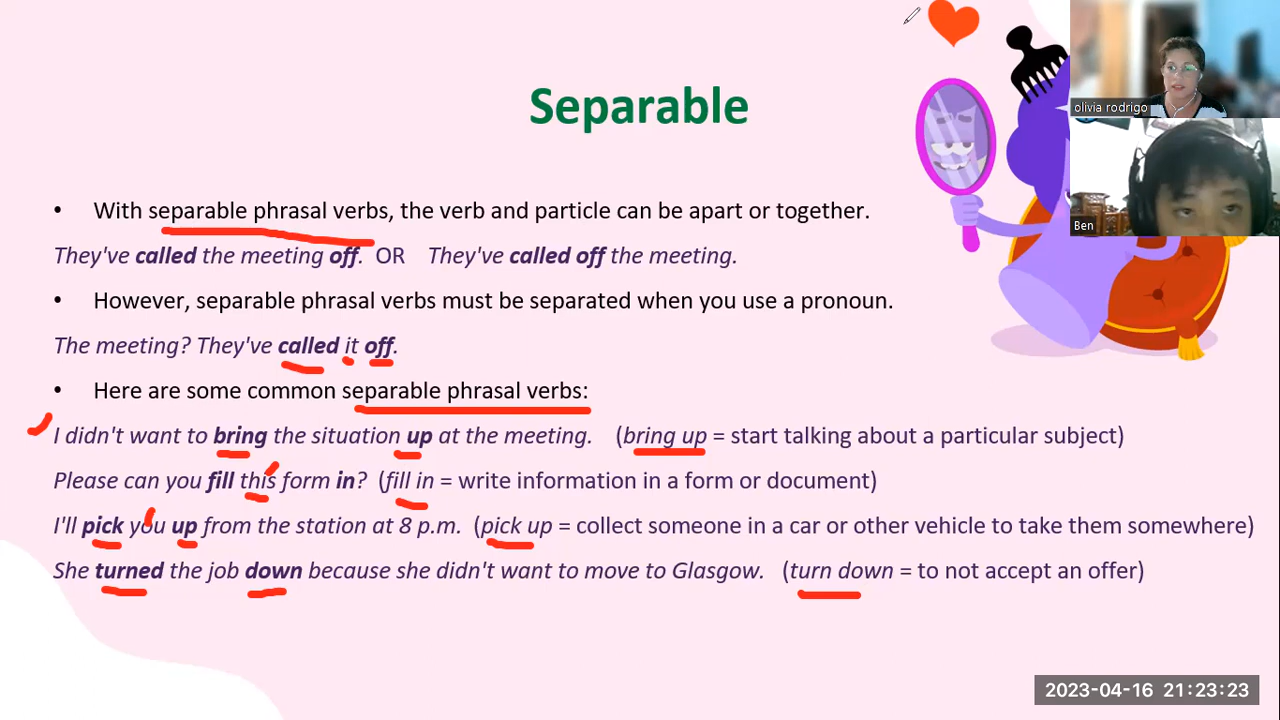 olivia rodrigo
Separable
Ben
• With separable phrasal verbs, the verb and particle can be apart or together.
They've called the meeting off. OR They've called off the meeting.
• However, separable phrasal verbs must be separated when you use a pronoun.
The meeting? They've called it off.
• Here are some common separable phrasal verbs:
I didn't want to bring the situation up at the meeting. (bring up = start talking about a particular subject)
Please can you fill this form in? (fill in = write information in a form or document)
I'll pick you up from the station at 8 p.m. (pick up = collect someone in a car or other vehicle to take them somewhere)
She turned the job down because she didn't want to move to Glasgow. (turn down = to not accept an offer)
2023-04-16 21:23:23